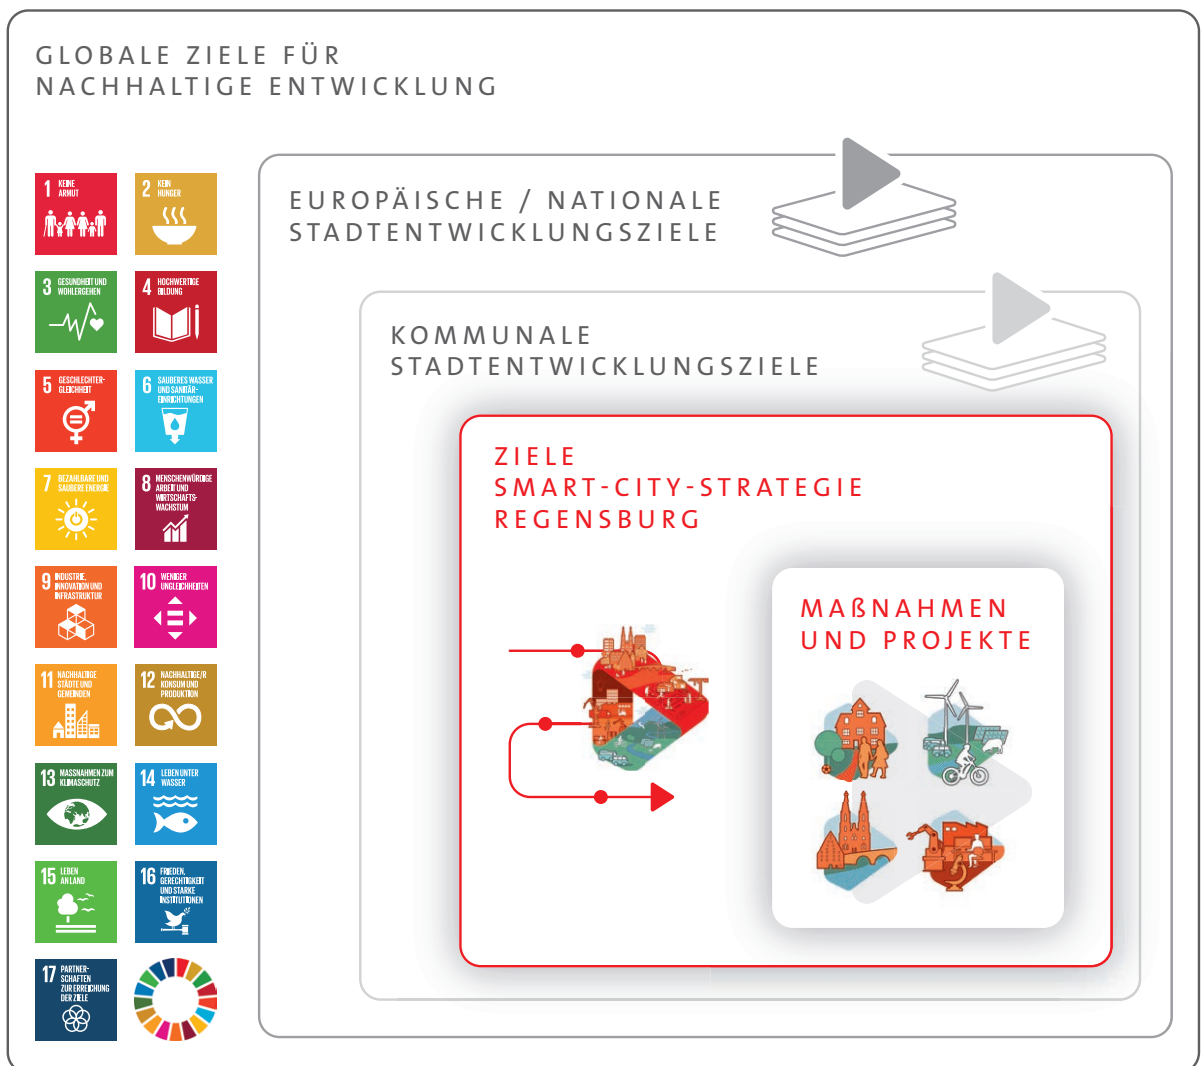 GLOBALE ZIELE FÜR
NACHHALTIGE ENTWICKLUNG
1 KEINE
ARMUT
2 KEIN
HUNGER
3 GESUNDHEIT UND
WOHLERGEHEN
4 HOCHWERTIGE
BILDUNG
5 GESCHLECHTER-
GLEICHHEIT
6 SAUBERES WASSER
UND SANITÄR-
EINRICHTUNGEN
7 BEZAHLBARE UND
SAUBERE ENERGIE
8 MENSCHENWÜRDIGE
ARBEIT UND
WIRTSCHAFTS-
WACHSTUM
9 INDUSTRIE,
INNOVATION UND
INFRASTRUKTUR
10 WENIGER
UNGLEICHHEITEN
11 NACHHALTIGE
STÄDTE UND
GEMEINDEN
12 NACHHALTIGE/R
KONSUM UND
PRODUKTION
13 MASSNAHMEN ZUM
KLIMASCHUTZ
14 LEBEN UNTER
WASSER
15 LEBEN
AN LAND
16 FRIEDEN,
GERECHTIGKEIT
UND STARKE
INSTITUTIONEN
17 PARTNER-
SCHAFTEN
ZUR ERREICHUNG
DER ZIELE
EUROPÄISCHE / NATIONALE
STADTENTWICKLUNGSZIELE
KOMMUNALE
STADTENTWICKLUNGSZIELE
ZIELE
SMART-CITY-STRATEGIE
REGENSBURG
MAßNAHMEN
UND PROJEKTE